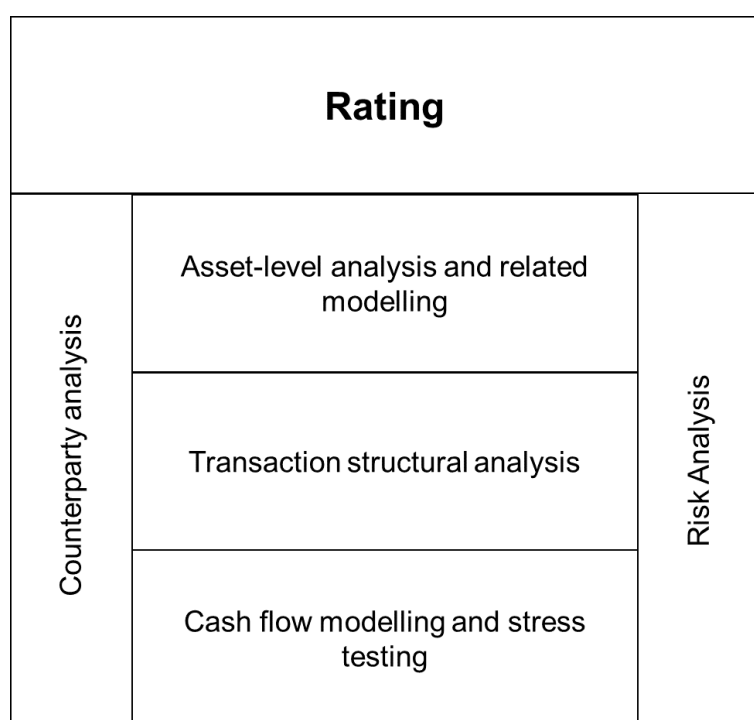 Rating
Counterparty analysis
Asset-level analysis and related
modelling
Transaction structural analysis
Cash flow modelling and stress
testing
Risk Analysis